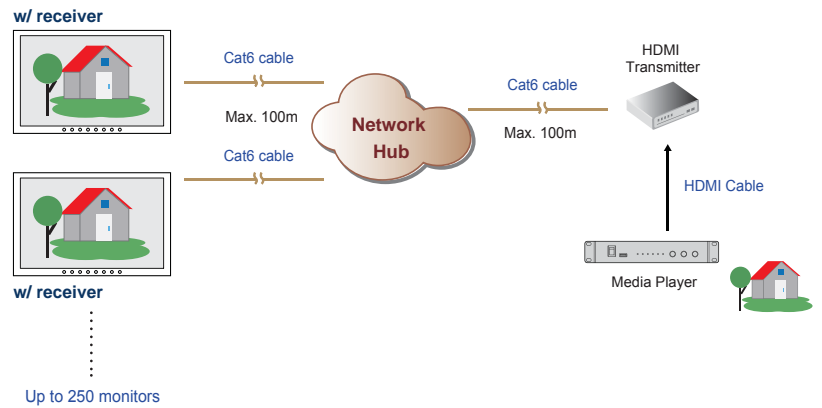 w/ receiver
Cat6 cable
Max. 100m
Cat6 cable
Network
Hub
Cat6 cable
Max. 100m
HDMI
Transmitter
HDMI Cable
Media Player
w/ receiver
Up to 250 monitors